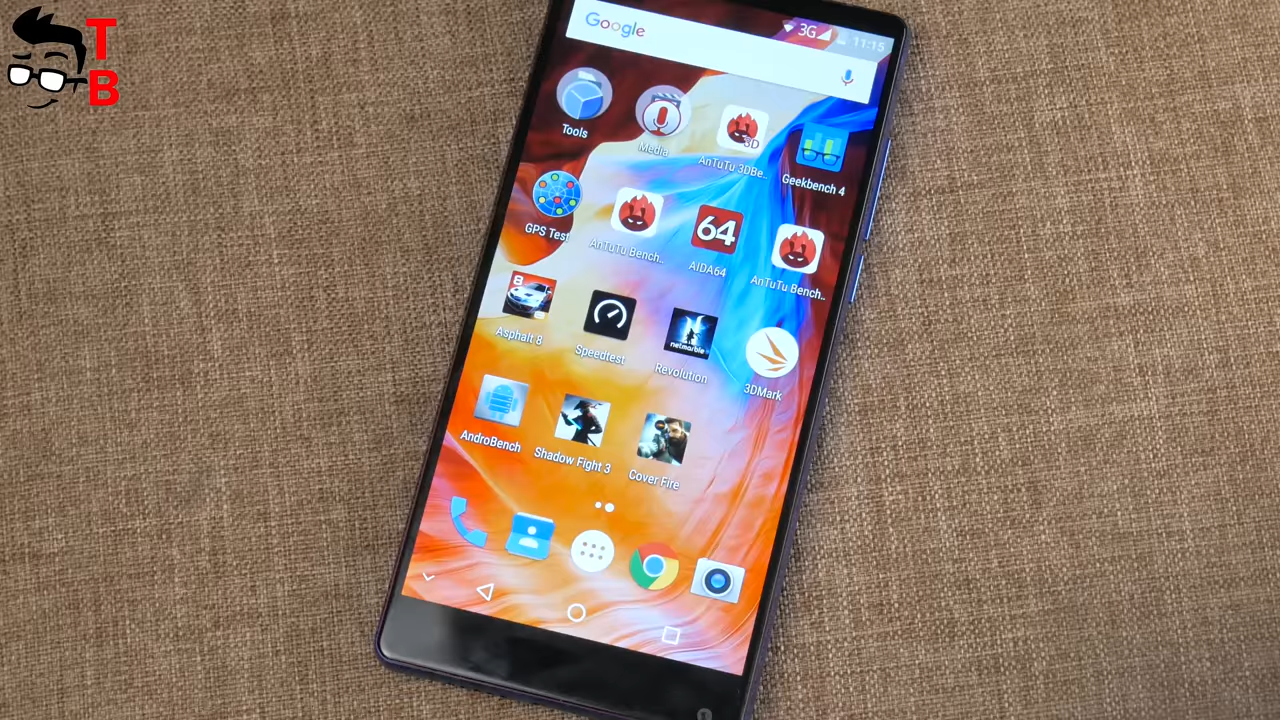 T
B
Google
3G 11:15
Tools
Media
AnTuTu 3DBe..
3D
Geekbench 4
GPS Test
AnTuTu Bench..
64
AIDA64
AnTuTu Bench..
8
Asphalt 8
Speedtest
netmarble
Revolution
3DMark
AndroBench
Shadow Fight 3
Cover Fire